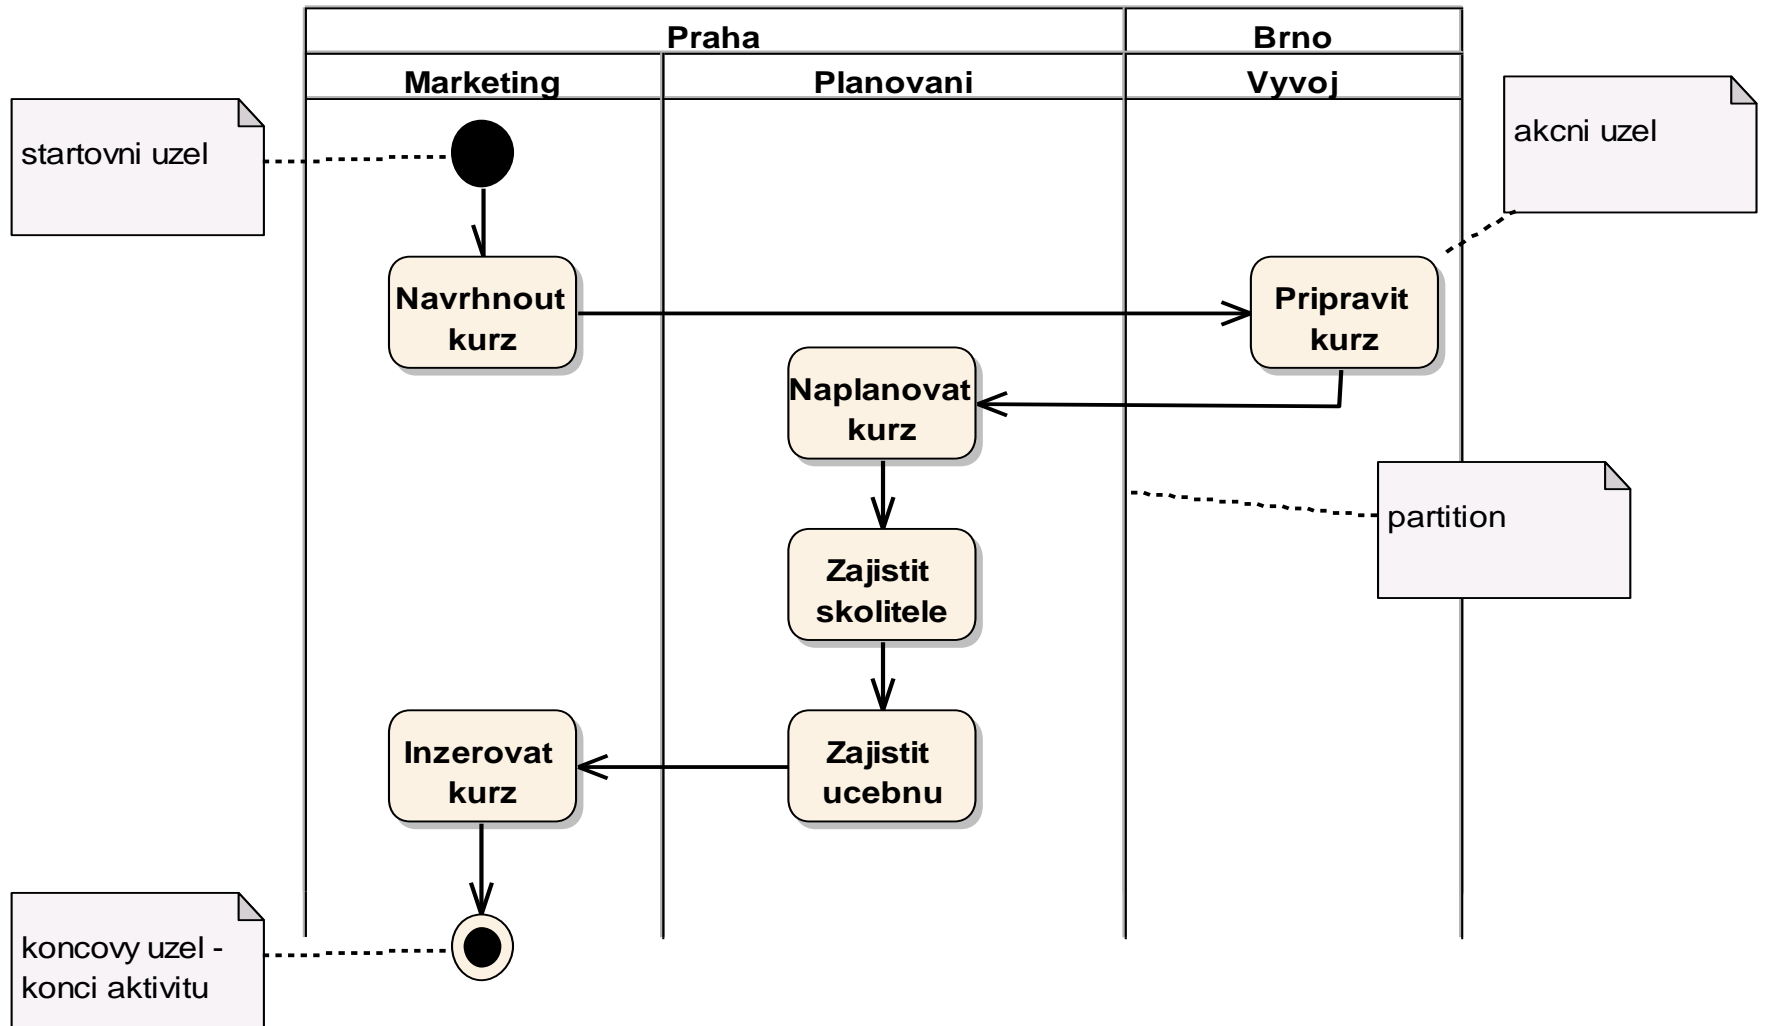 Praha
Brno
Marketing
Planovani
Vyvoj
startovni uzel
akcni uzel
Navrhnout
kurz
Pripravit
kurz
Naplanovat
kurz
partition
Zajistit
skolitele
Inzerovat
kurz
Zajistit
ucebnu
koncovy uzel -
konci aktivitu